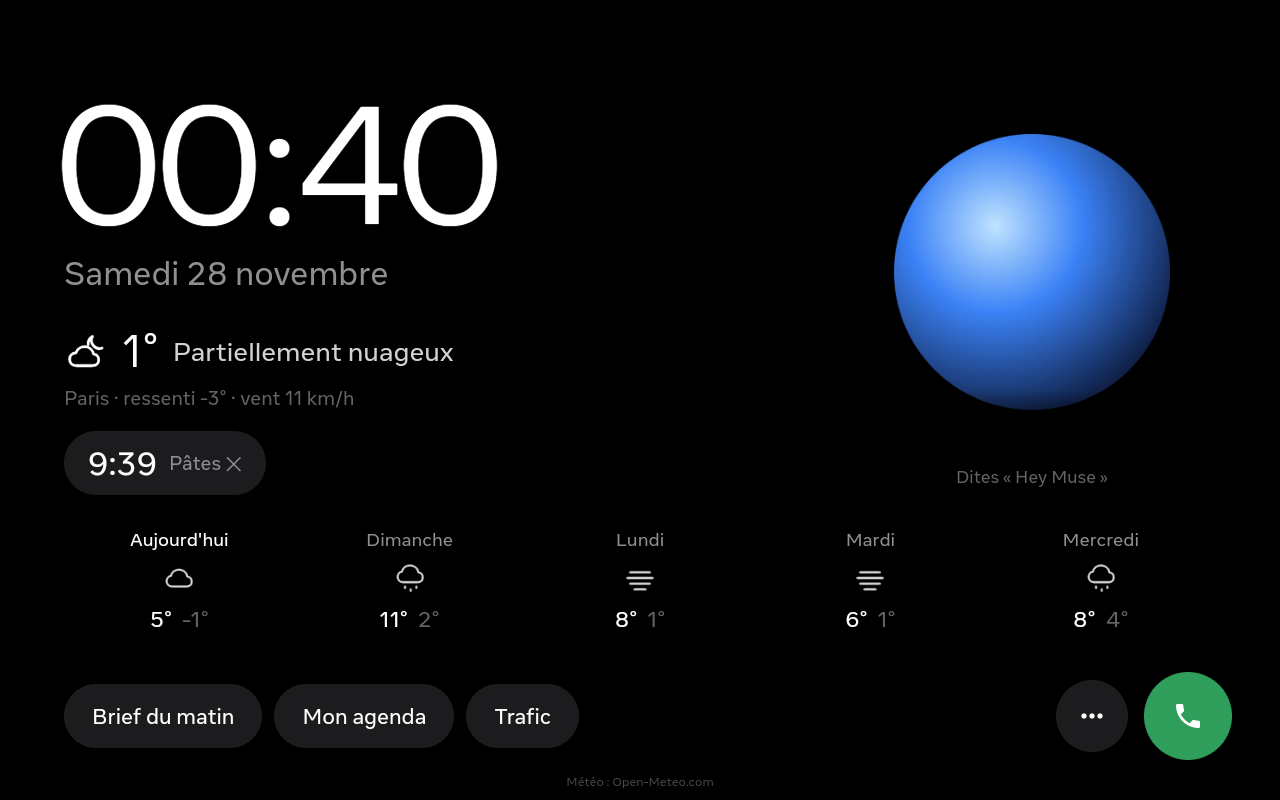 00:40
Samedi 28 novembre
1° Partiellement nuageux
Paris · ressenti -3° · vent 11 km/h
9:39 Pâtes
Dites « Hey Muse »
Aujourd'hui Dimanche Lundi Mardi Mercredi
5° -1° 11° 2° 8° 1° 6° 1° 8° 4°
Brief du matin Mon agenda Trafic
Météo : Open-Meteo.com